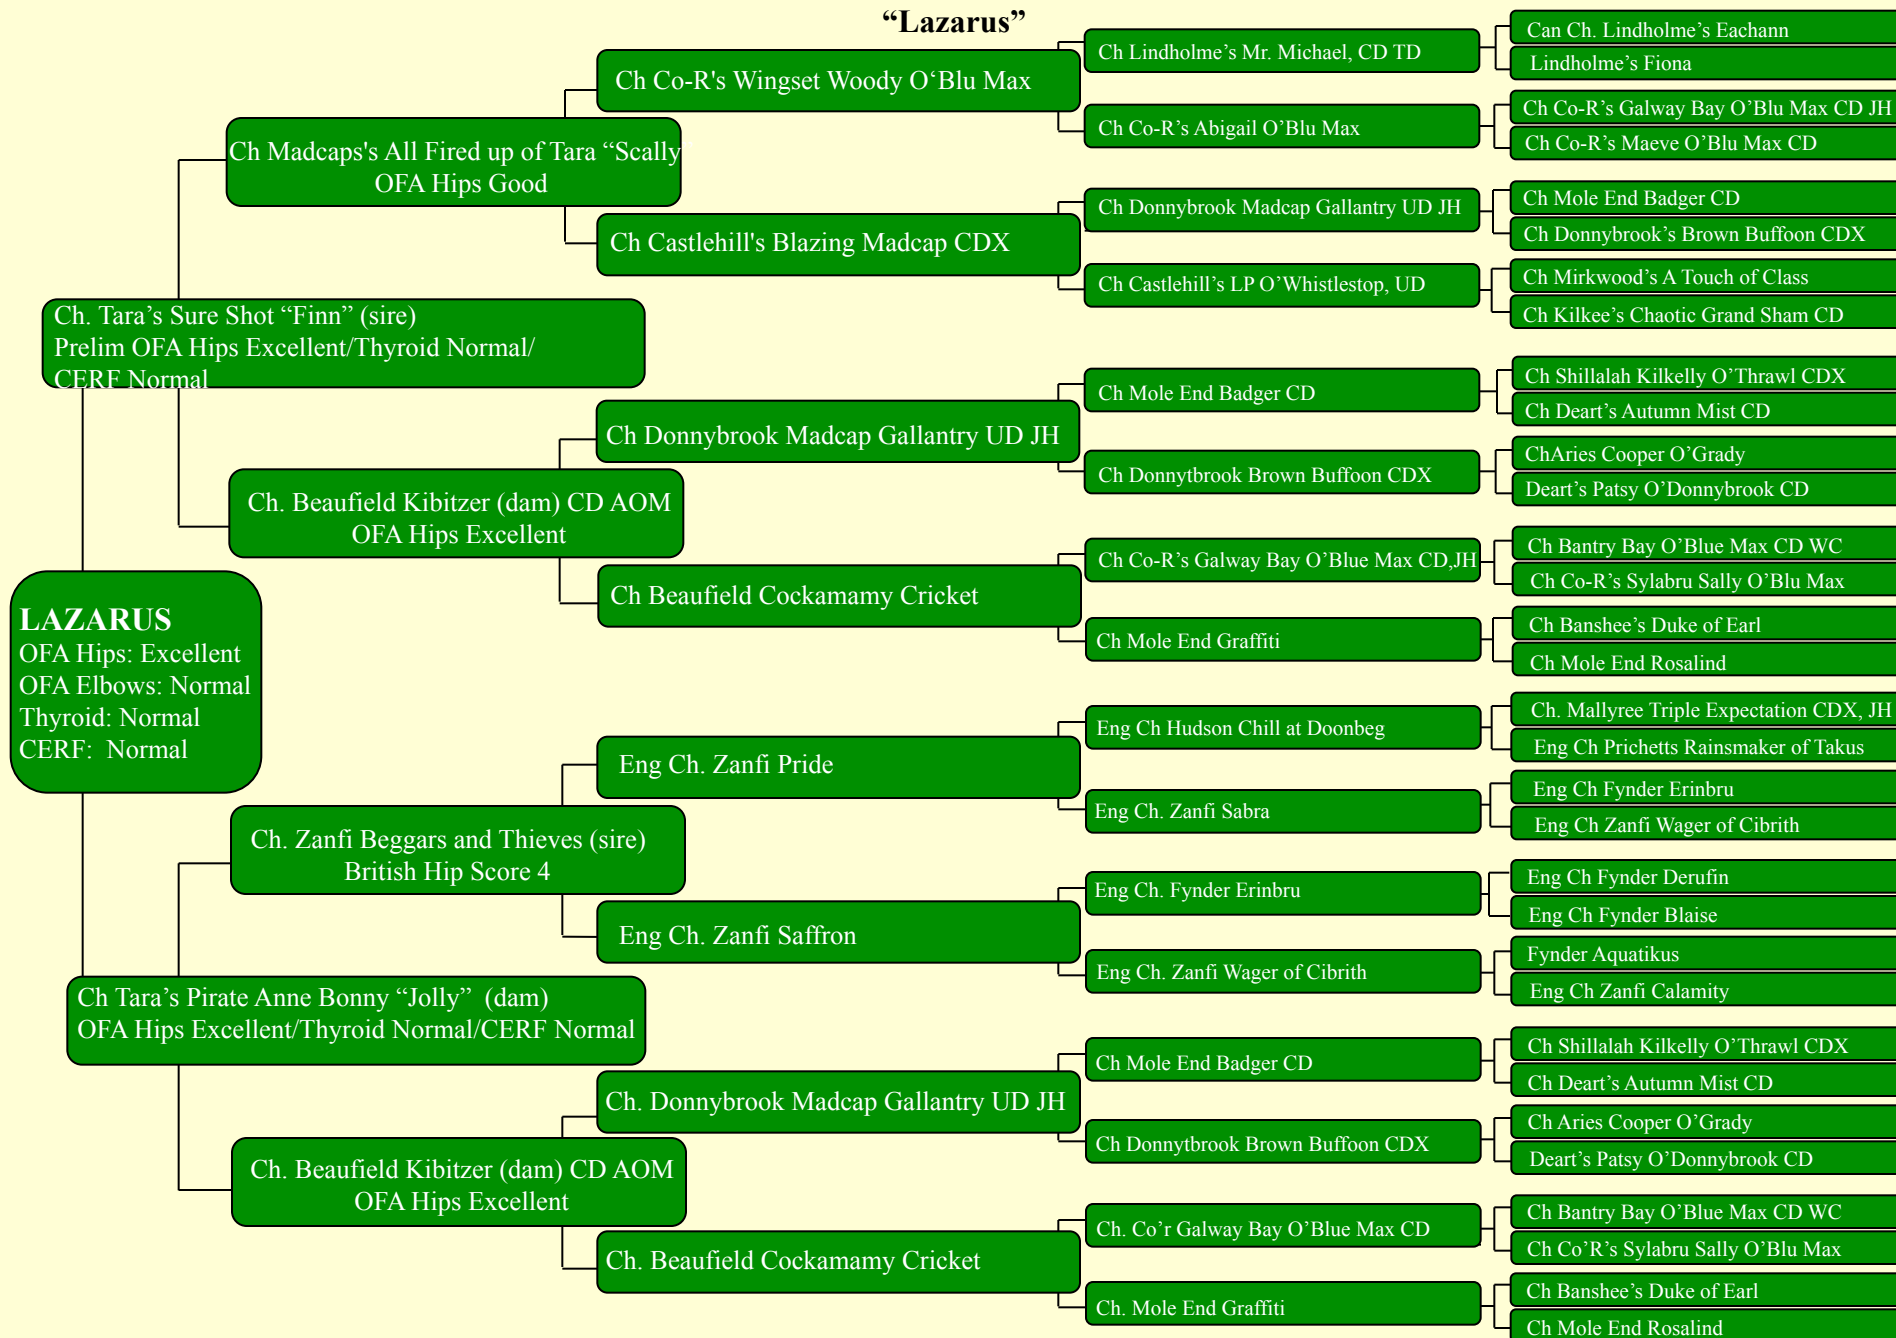 “Lazarus”
LAZARUS
OFA Hips: Excellent
OFA Elbows: Normal
Thyroid: Normal
CERF:  Normal
Ch. Tara’s Sure Shot “Finn” (sire)
Prelim OFA Hips Excellent/Thyroid Normal/
CERF Normal
Ch Tara’s Pirate Anne Bonny “Jolly”  (dam)
OFA Hips Excellent/Thyroid Normal/CERF Normal
Ch Madcaps's All Fired up of Tara “Scally
OFA Hips Good
Ch. Beaufield Kibitzer (dam) CD AOM
OFA Hips Excellent
Ch. Zanfi Beggars and Thieves (sire)
British Hip Score 4
Ch. Beaufield Kibitzer (dam) CD AOM
OFA Hips Excellent
Ch Co-R's Wingset Woody O‘Blu Max
Ch Castlehill's Blazing Madcap CDX
Ch Donnybrook Madcap Gallantry UD JH
Ch Beaufield Cockamamy Cricket
Eng Ch. Zanfi Pride
Eng Ch. Zanfi Saffron
Ch. Donnybrook Madcap Gallantry UD JH
Ch. Beaufield Cockamamy Cricket
Ch Lindholme’s Mr. Michael, CD TD
Ch Co-R’s Abigail O’Blu Max
Ch Donnybrook Madcap Gallantry UD JH
Ch Castlehill’s LP O’Whistlestop, UD
Ch Mole End Badger CD
Ch Donnytbrook Brown Buffoon CDX
Ch Co-R’s Galway Bay O’Blue Max CD,JH
Ch Mole End Graffiti
Eng Ch Hudson Chill at Doonbeg
Eng Ch. Zanfi Sabra
Eng Ch. Fynder Erinbru
Eng Ch. Zanfi Wager of Cibrith
Ch Mole End Badger CD
Ch Donnytbrook Brown Buffoon CDX
Ch. Co’r Galway Bay O’Blue Max CD
Ch. Mole End Graffiti
Can Ch. Lindholme’s Eachann
Lindholme’s Fiona
Ch Co-R’s Galway Bay O’Blu Max CD JH
Ch Co-R’s Maeve O’Blu Max CD
Ch Mole End Badger CD
Ch Donnybrook’s Brown Buffoon CDX
Ch Mirkwood’s A Touch of Class
Ch Kilkee’s Chaotic Grand Sham CD
Ch Shillalah Kilkelly O’Thrawl CDX
Ch Deart’s Autumn Mist CD
ChAries Cooper O’Grady
Deart’s Patsy O’Donnybrook CD
Ch Bantry Bay O’Blue Max CD WC
Ch Co-R’s Sylabru Sally O’Blu Max
Ch Banshee’s Duke of Earl
Ch Mole End Rosalind
Ch. Mallyree Triple Expectation CDX, JH
Eng Ch Prichetts Rainsmaker of Takus
Eng Ch Fynder Erinbru
Eng Ch Zanfi Wager of Cibrith
Eng Ch Fynder Derufin
Eng Ch Fynder Blaise
Fynder Aquatikus
Eng Ch Zanfi Calamity
Ch Shillalah Kilkelly O’Thrawl CDX
Ch Deart’s Autumn Mist CD
Ch Aries Cooper O’Grady
Deart’s Patsy O’Donnybrook CD
Ch Bantry Bay O’Blue Max CD WC
Ch Co’R’s Sylabru Sally O’Blu Max
Ch Banshee’s Duke of Earl
Ch Mole End Rosalind